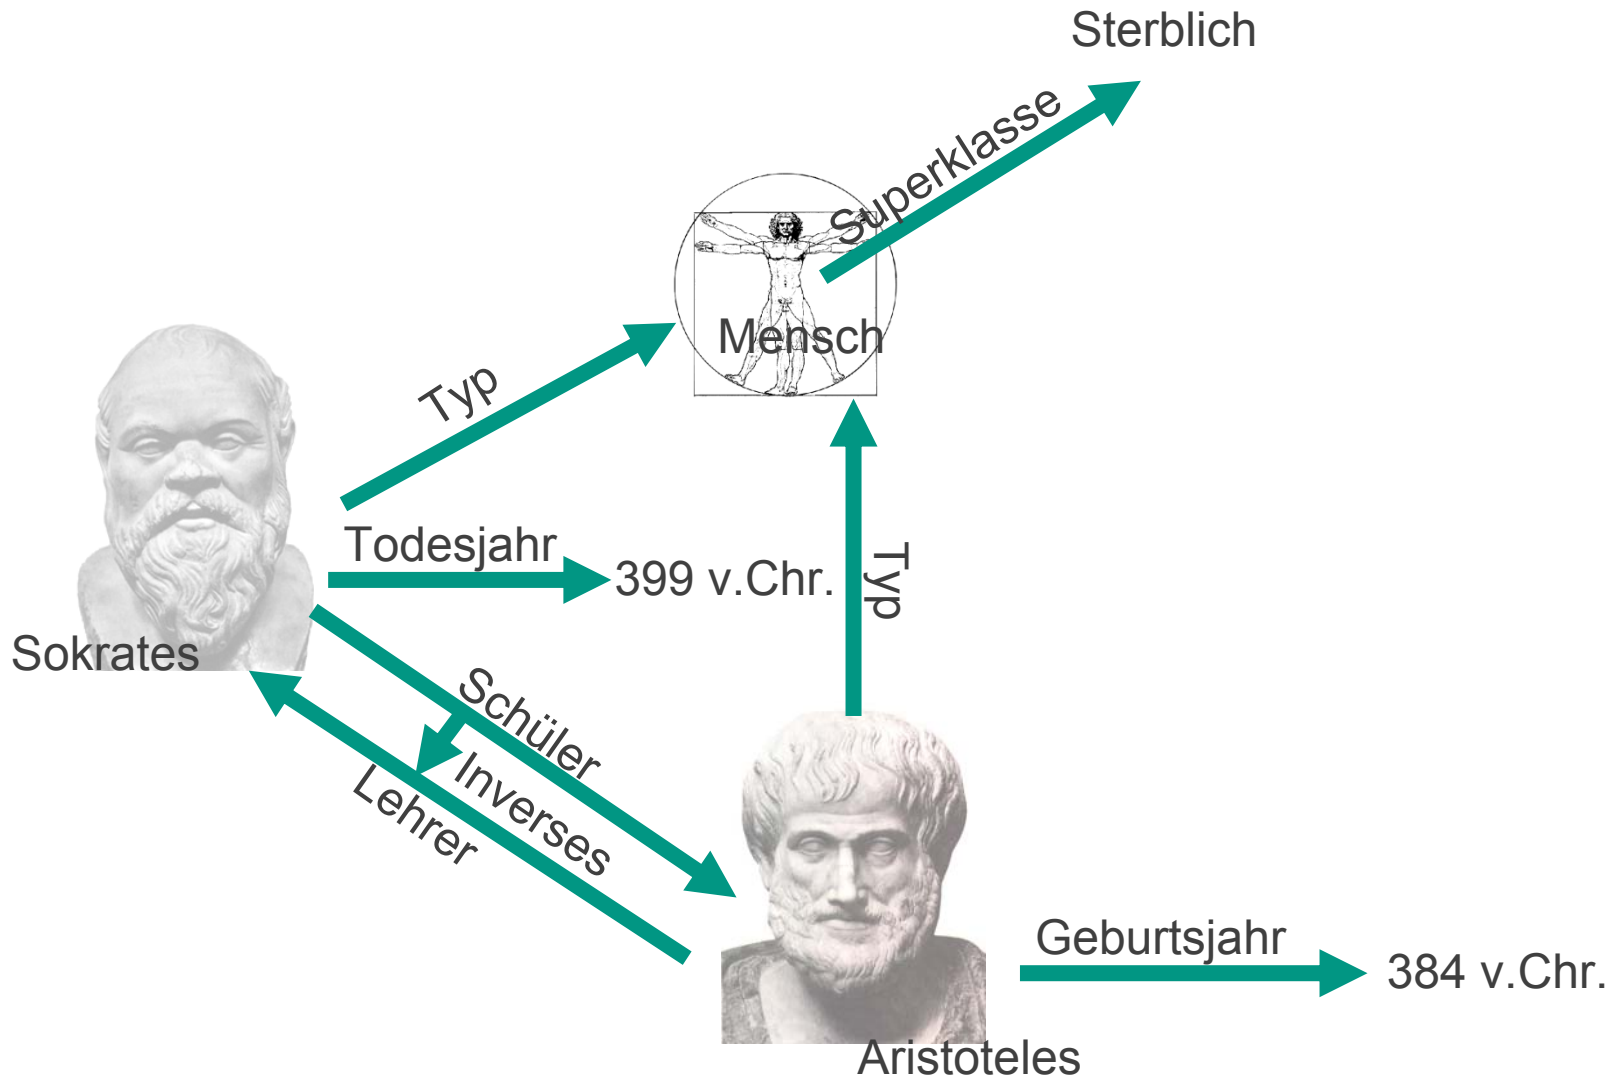 Sterblich
Superklasse
Mensch
Typ
Todesjahr
399 v.Chr.
Typ
Sokrates
Schüler
Inverses
Lehrer
Geburtsjahr
384 v.Chr.
Aristoteles